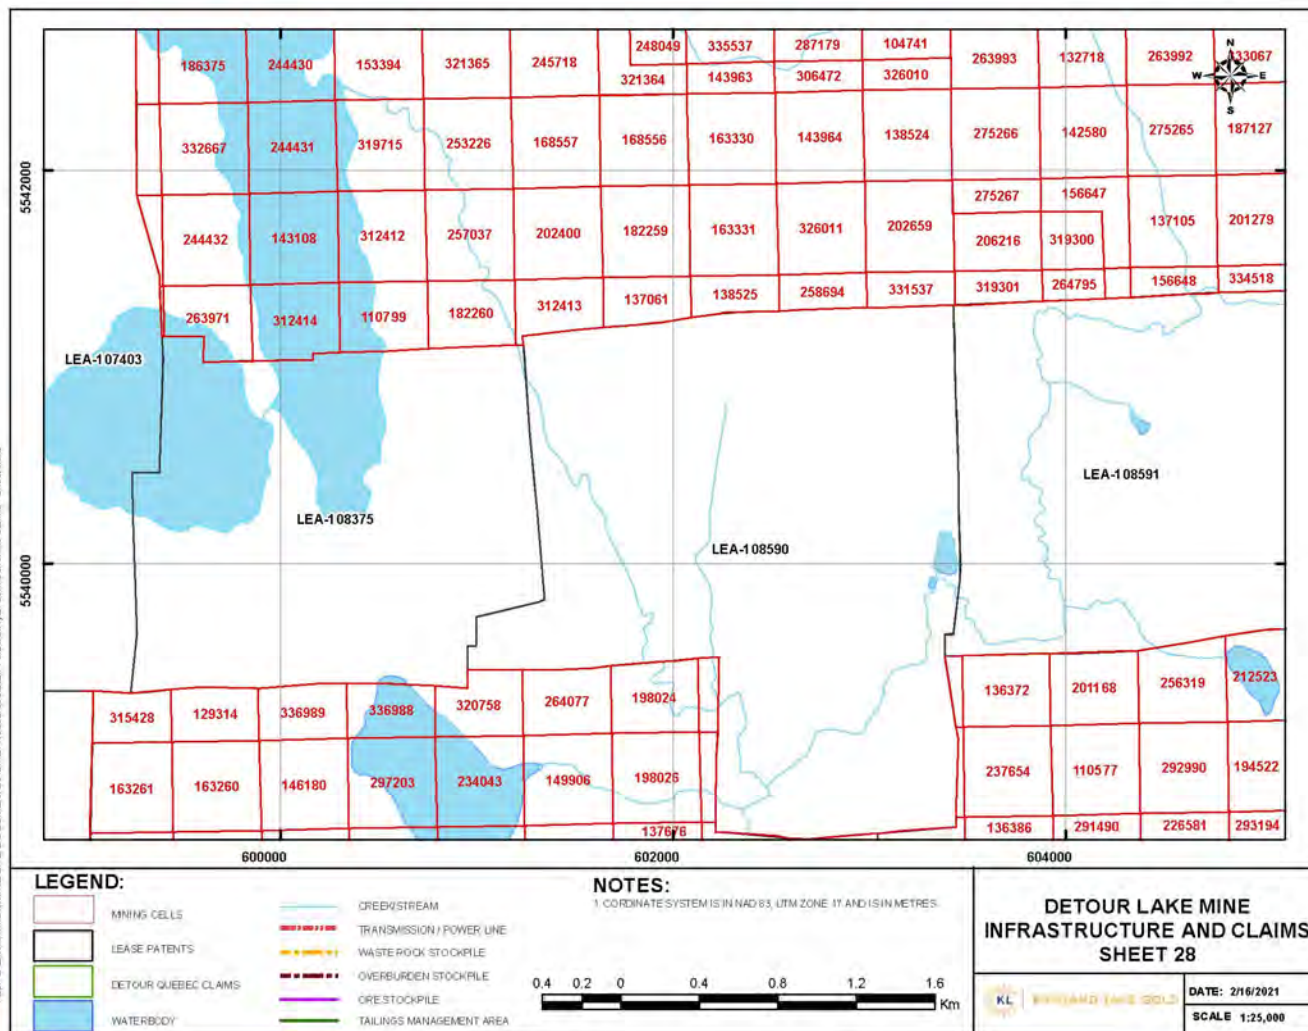 248049 335537 287179 104741
186375 244430 153394 321365 245718 321364 143963 306472 326010 263993 132718 263992 133067
N
W E
S
332667 244431 319715 253226 168557 168556 163330 143964 138524 275266 142580 275265 187127
5542000
275267 156647
244432 143108 312412 257037 202400 182259 163331 326011 202659 206216 319300 137105 201279
263971 312414 110799 182260 312413 137061 138525 258694 331537 319301 264795 156648 334518
LEA-107403
LEA-108591
LEA-108375
LEA-108590
5540000
315428 129314 336989 336988 320758 264077 198024 136372 201168 256319 212523
163261 163260 146180 297203 234043 149906 198026 237654 110577 292990 194522
137676 136386 291490 226581 293194
600000 602000 604000
LEGEND:
MINING CELLS
LEASE PATENTS
DETOUR QUEBEC CLAIMS
WATERBODY
CREEK/STREAM
TRANSMISSION / POWER LINE
WASTE ROCK STOCKPILE
OVERBURDEN STOCKPILE
ORE STOCKPILE
TAILINGS MANAGEMENT AREA
NOTES:
1. CORDINATE SYSTEM IS IN NAD 83, UTM ZONE 17 AND IS IN METRES.
0.4 0.2 0 0.4 0.8 1.2 1.6
Km
DETOUR LAKE MINE
INFRASTRUCTURE AND CLAIMS
SHEET 28
KL KIRKLAND LAKE GOLD
DATE: 2/16/2021
SCALE 1:25,000